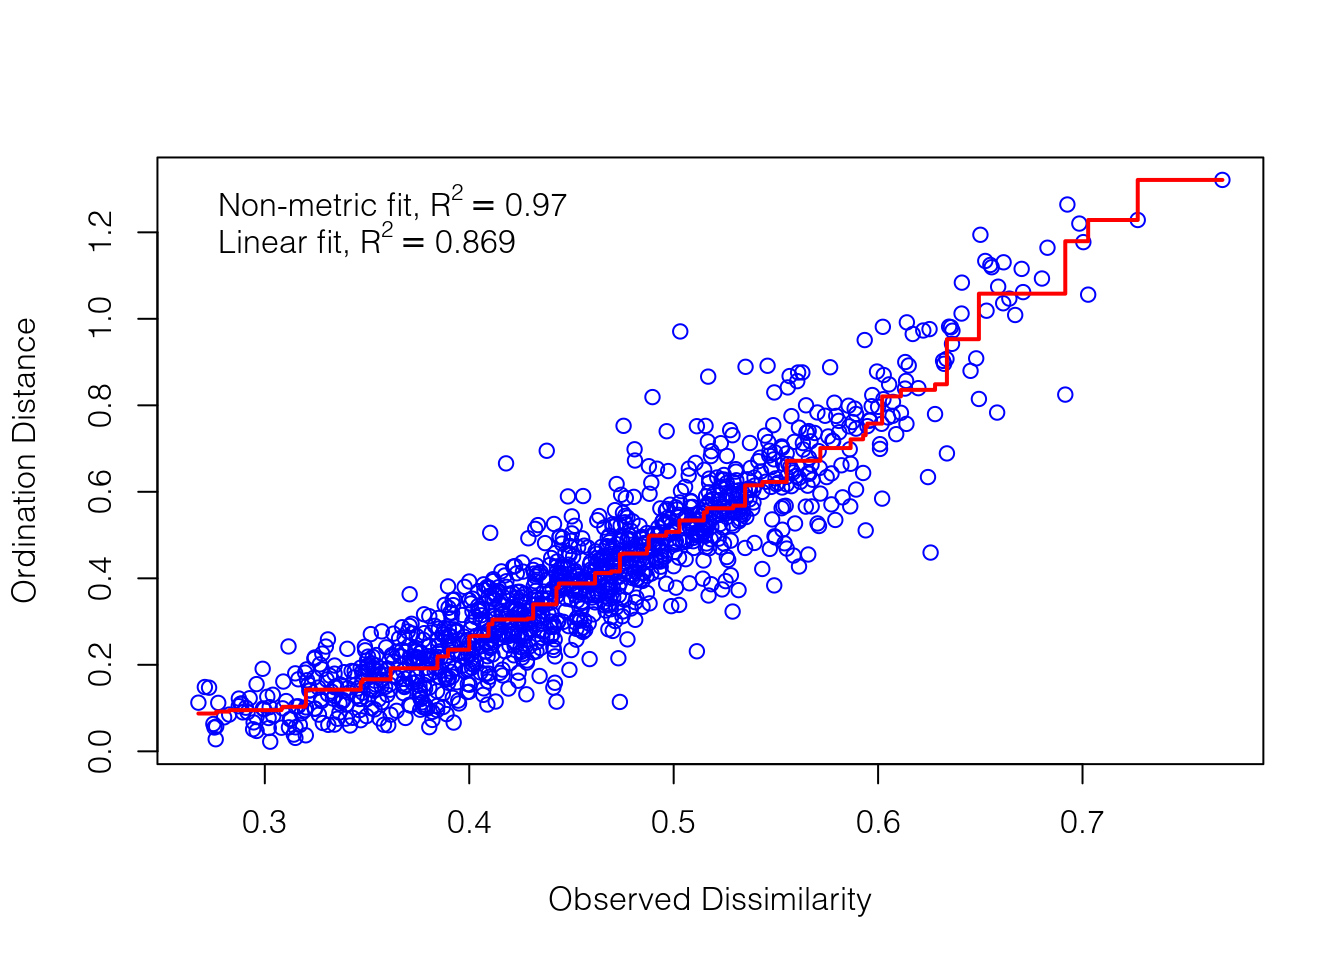 Non-metric fit, R² = 0.97
Linear fit, R² = 0.869
Ordination Distance
0.0 0.2 0.4 0.6 0.8 1.0 1.2
0.3 0.4 0.5 0.6 0.7
Observed Dissimilarity